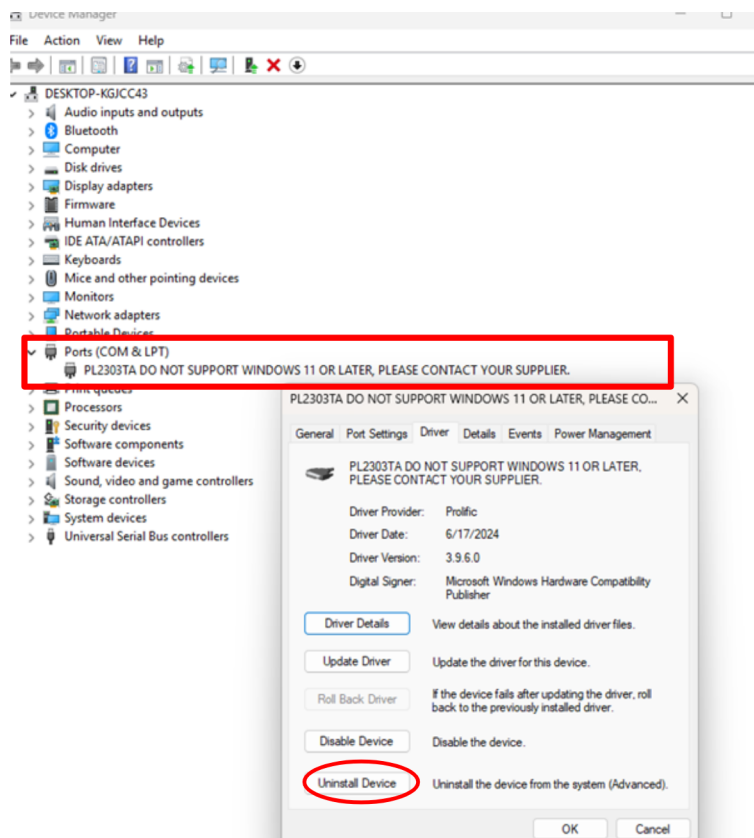 Device Manager
File Action View Help
DESKTOP-KGJCC43
Audio inputs and outputs
Bluetooth
Computer
Disk drives
Display adapters
Firmware
Human Interface Devices
IDE ATA/ATAPI controllers
Keyboards
Mice and other pointing devices
Monitors
Network adapters
Portable Devices
Ports (COM & LPT)
PL2303TA DO NOT SUPPORT WINDOWS 11 OR LATER, PLEASE CONTACT YOUR SUPPLIER.
Print queues
Processors
Security devices
Software components
Software devices
Sound, video and game controllers
Storage controllers
System devices
Universal Serial Bus controllers
PL2303TA DO NOT SUPPORT WINDOWS 11 OR LATER, PLEASE CO...
General Port Settings Driver Details Events Power Management
PL2303TA DO NOT SUPPORT WINDOWS 11 OR LATER,
PLEASE CONTACT YOUR SUPPLIER.
Driver Provider: Prolific
Driver Date: 6/17/2024
Driver Version: 3.9.6.0
Digital Signer: Microsoft Windows Hardware Compatibility
Publisher
Driver Details View details about the installed driver files.
Update Driver Update the driver for this device.
Roll Back Driver If the device fails after updating the driver, roll
back to the previously installed driver.
Disable Device Disable the device.
Uninstall Device Uninstall the device from the system (Advanced).
OK Cancel